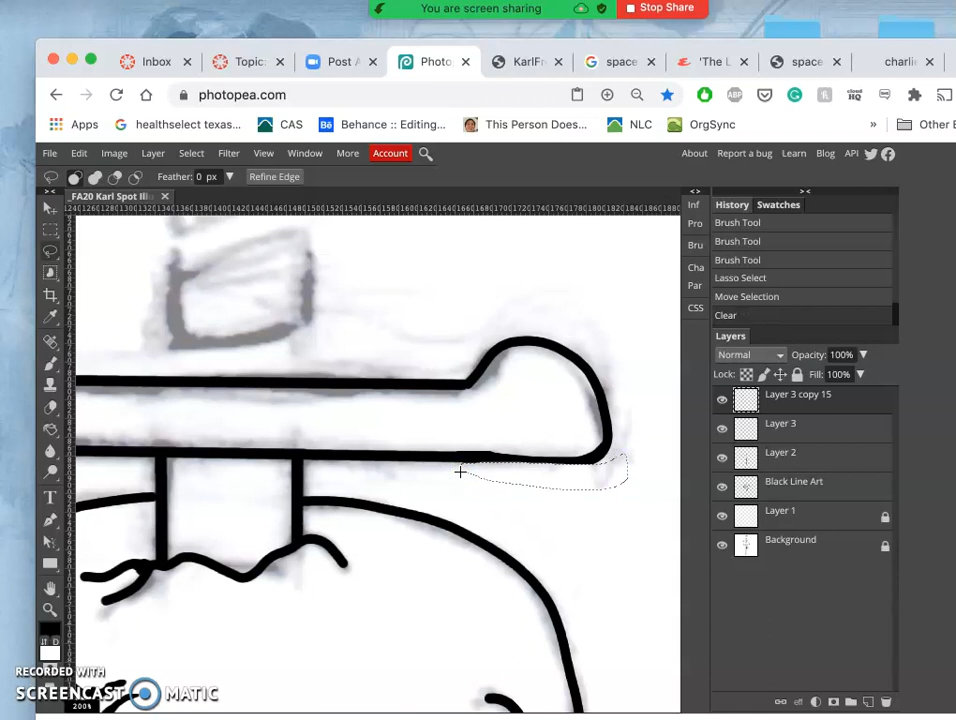 You are screen sharing Stop Share
Inbox Topic: Post A Photo KarlFr space 'The L space charlie
photopea.com
Apps healthselect texas... CAS Behance :: Editing... This Person Does... NLC OrgSync » Other B
File Edit Image Layer Select Filter View Window More Account About Report a bug Learn Blog API
Feather: 0 px Refine Edge
_FA20 Karl Spot Illu
Inf History Swatches
Pro Brush Tool
Bru Brush Tool
Brush Tool
Cha Lasso Select
Par Move Selection
CSS Clear
Layers
Normal Opacity: 100%
Lock: Fill: 100%
Layer 3 copy 15
Layer 3
Layer 2
Black Line Art
Layer 1
Background
RECORDED WITH
SCREENCAST MATIC
200%
eff